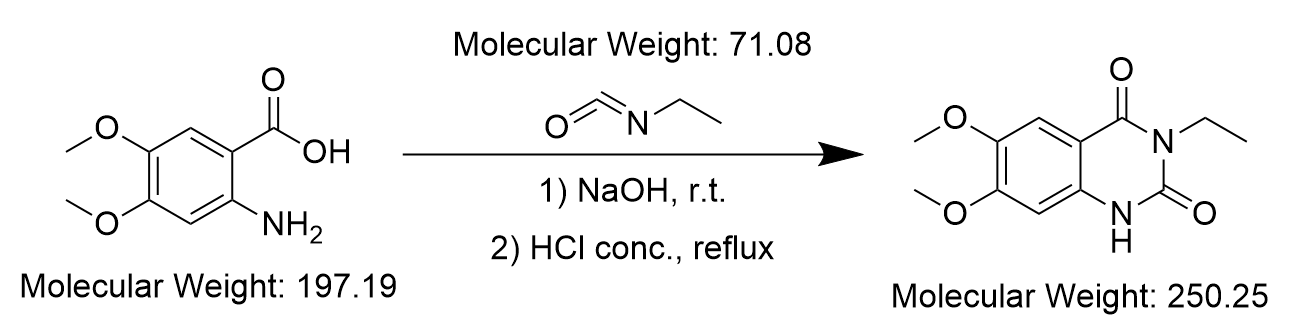 Molecular Weight: 71.08
O
N
O
OH
NH2
O
O
Molecular Weight: 197.19
1) NaOH, r.t.
2) HCl conc., reflux
O
N
O
N
H
O
O
Molecular Weight: 250.25